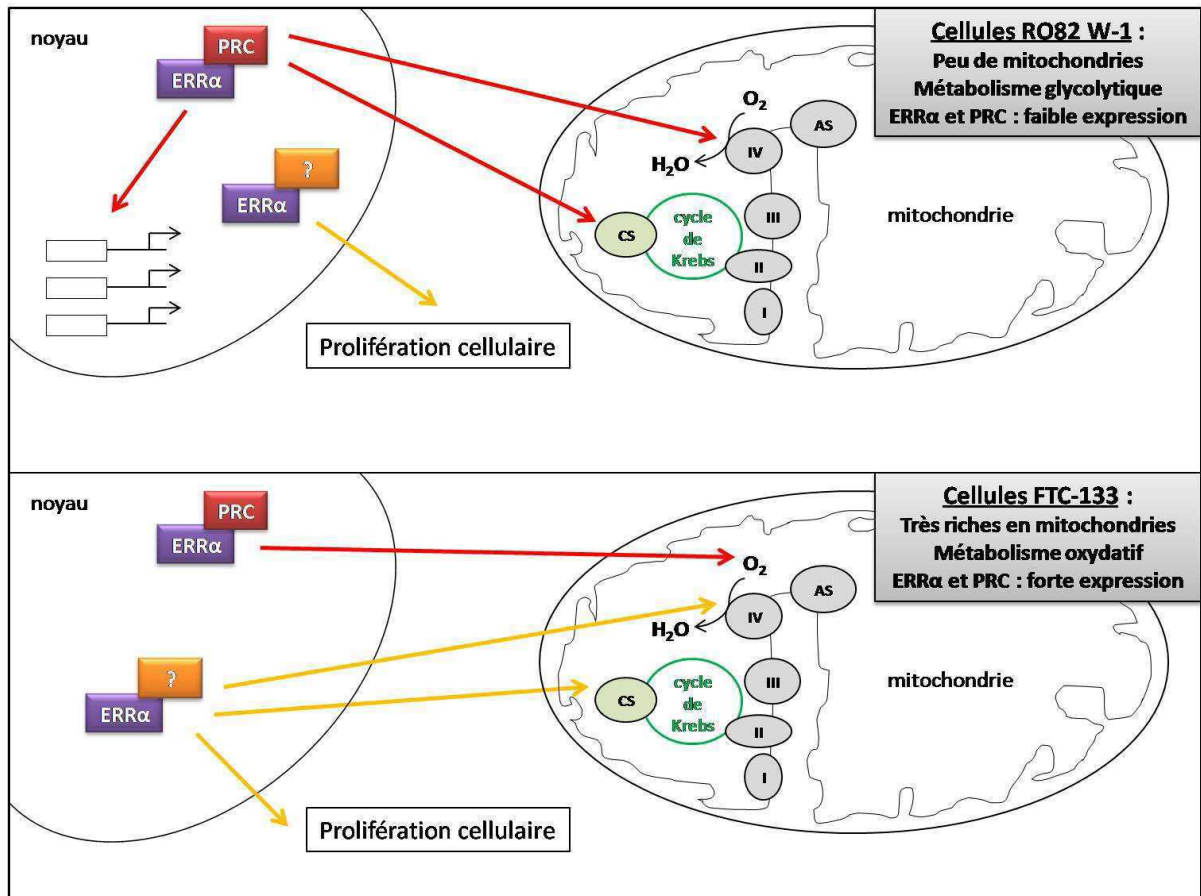 noyau
PRC
ERRα
?
ERRα
Prolifération cellulaire
O₂
H₂O
AS
IV
III
II
I
CS
cycle
de
Krebs
mitochondrie
Cellules RO82 W-1 :
Peu de mitochondries
Métabolisme glycolytique
ERRα et PRC : faible expression
noyau
PRC
ERRα
?
ERRα
Prolifération cellulaire
O₂
H₂O
AS
IV
III
II
I
CS
cycle
de
Krebs
mitochondrie
Cellules FTC-133 :
Très riches en mitochondries
Métabolisme oxydatif
ERRα et PRC : forte expression